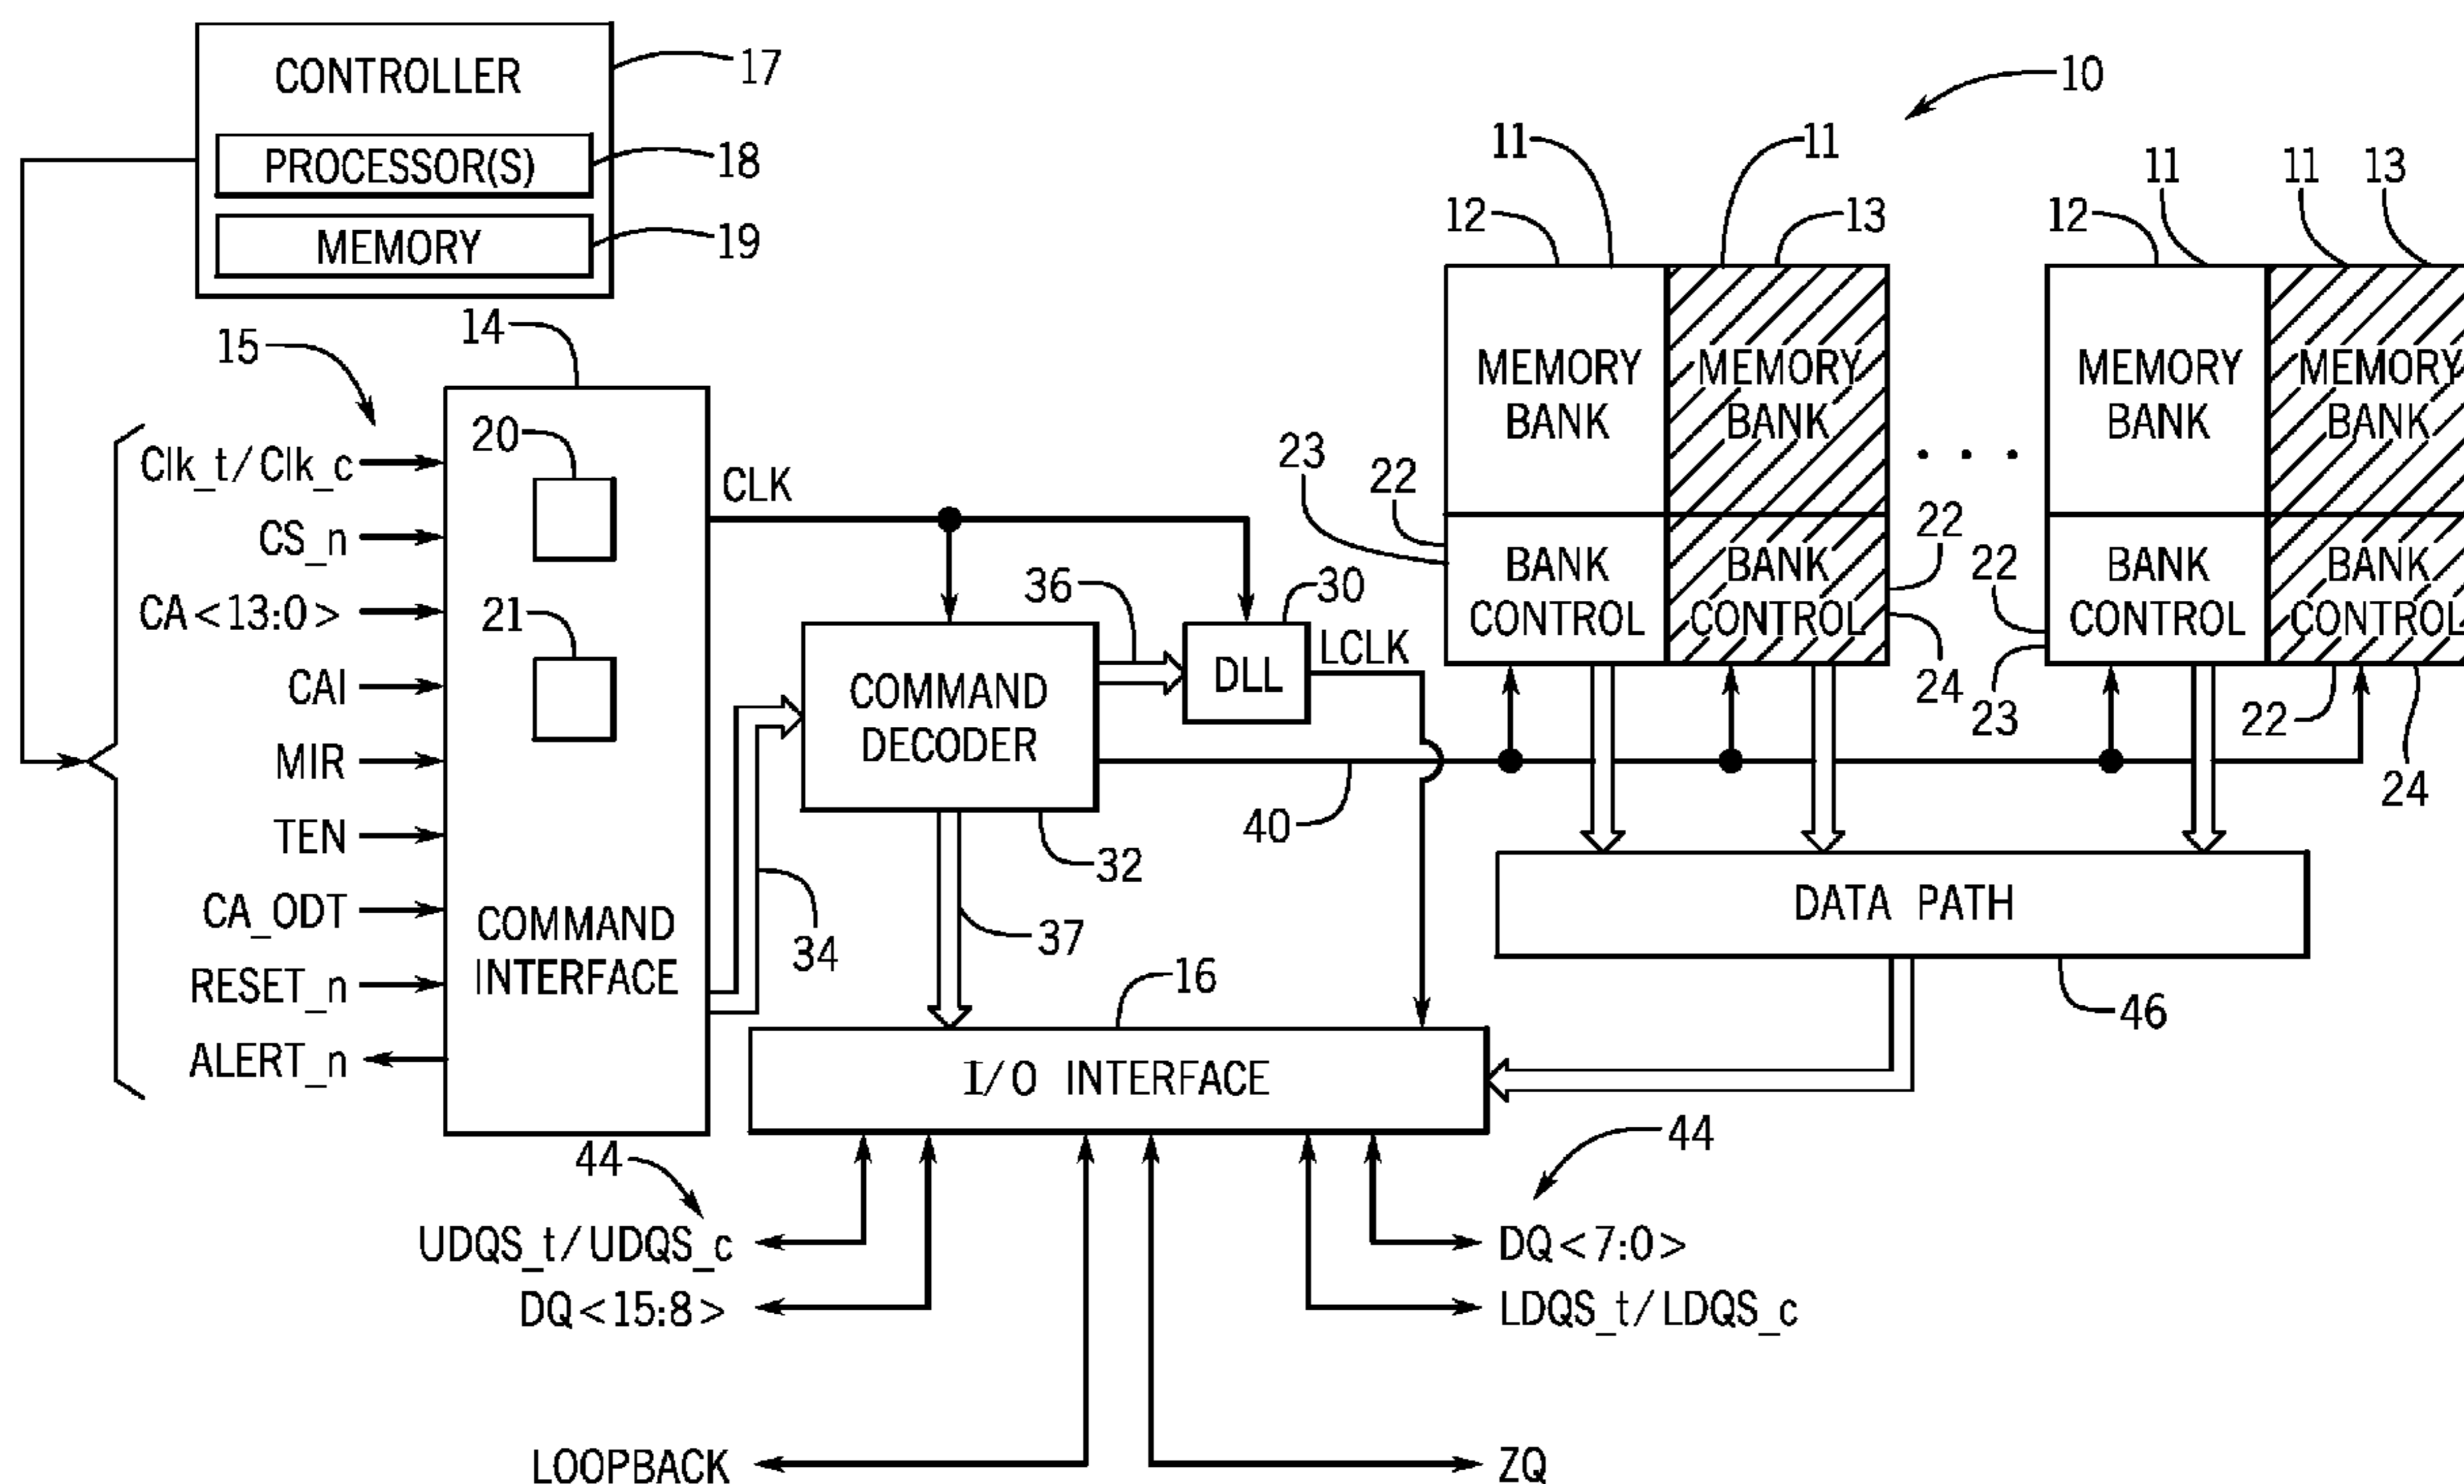 CONTROLLER
17
PROCESSOR(S)
18
MEMORY
19
10
11
11
11
11
13
12
13
12
14
15
MEMORY BANK
MEMORY BANK
. . .
MEMORY BANK
MEMORY BANK
20
CLK
23
22
22
22
BANK CONTROL
BANK CONTROL
BANK CONTROL
BANK CONTROL
24
23
22
24
Clk_t/Clk_c
CS_n
CA<13:0>
CAI
MIR
TEN
CA_ODT
RESET_n
ALERT_n
21
COMMAND
INTERFACE
36
30
LCLK
DLL
COMMAND
DECODER
40
32
34
37
DATA PATH
46
16
I/O INTERFACE
44
44
UDQS_t/UDQS_c
DQ<15:8>
DQ<7:0>
LDQS_t/LDQS_c
LOOPBACK
ZQ